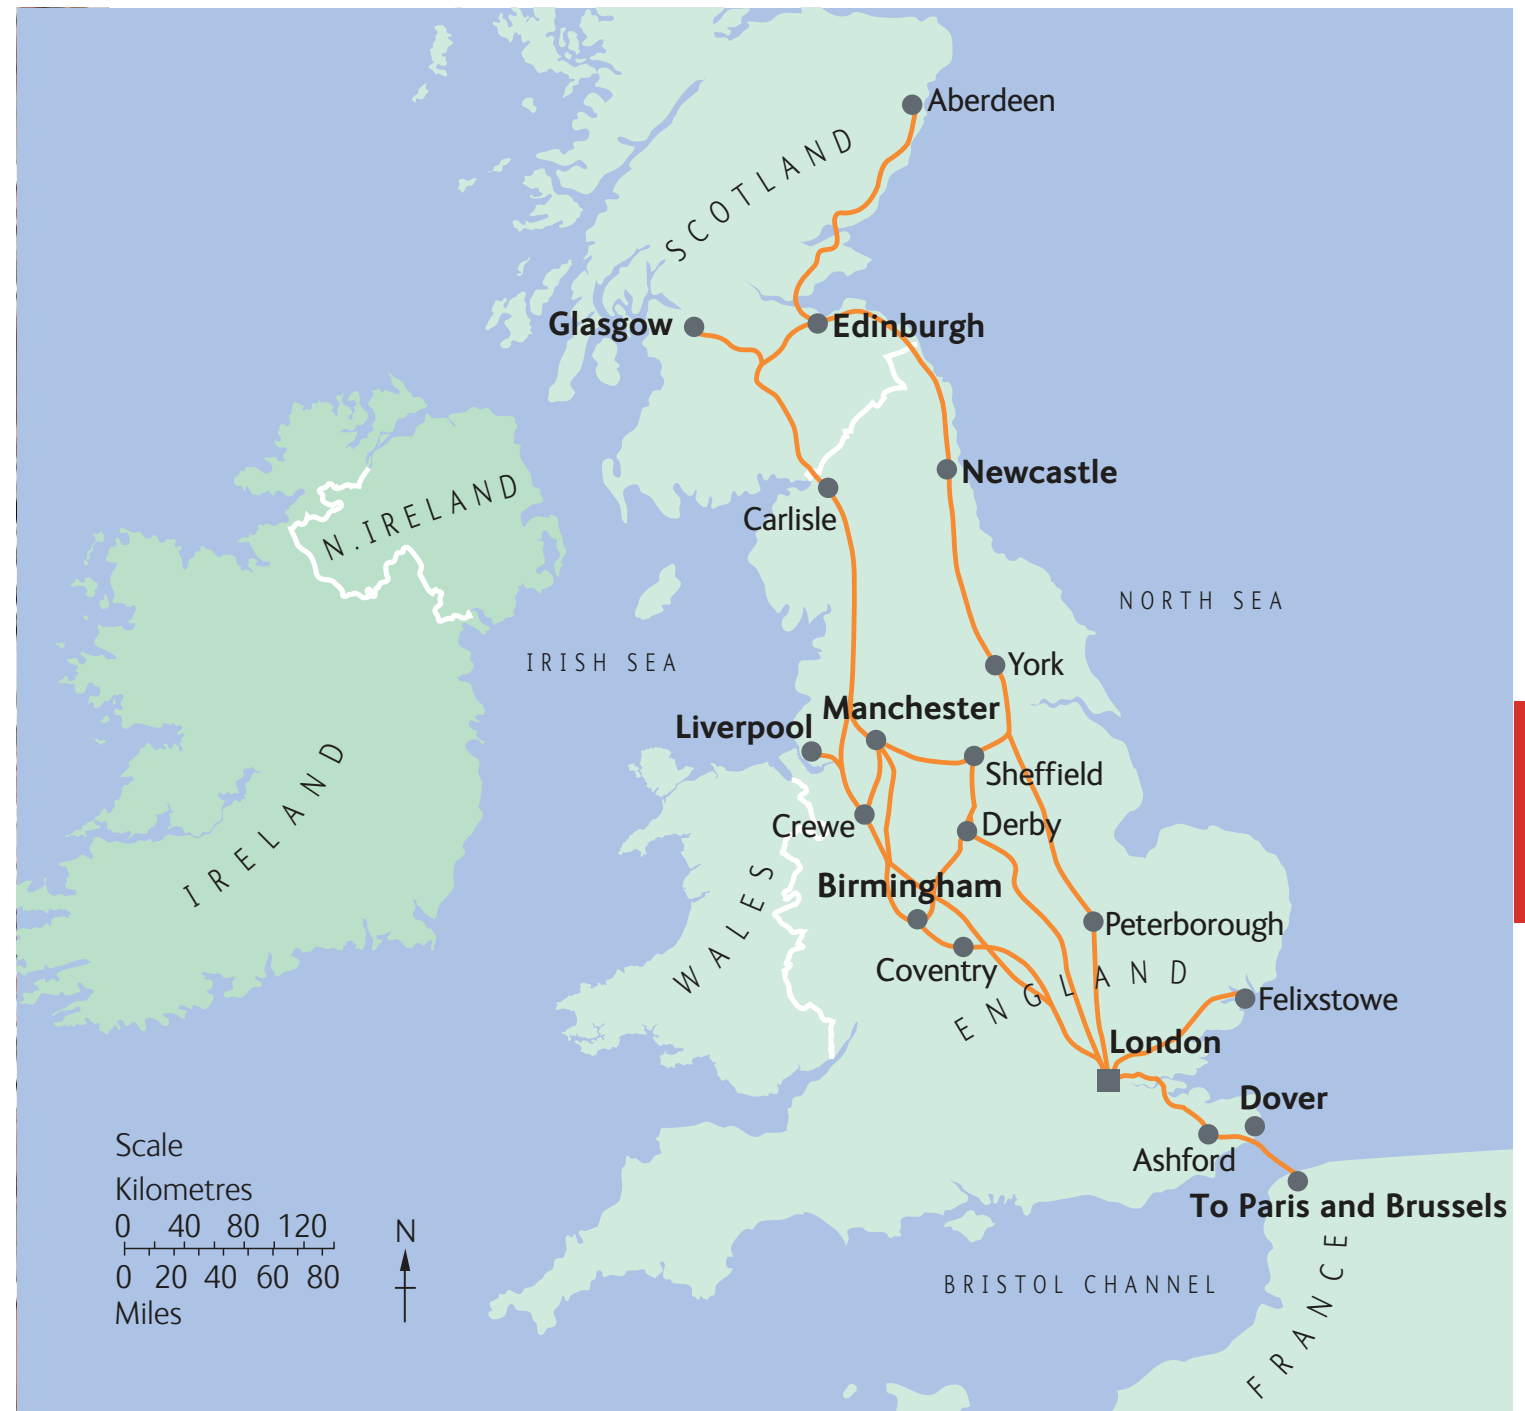 Aberdeen
SCOTLAND
Glasgow
Edinburgh
Newcastle
N. IRELAND
Carlisle
NORTH SEA
IRISH SEA
York
Manchester
Liverpool
Sheffield
IRELAND
Crewe
Derby
Birmingham
WALES
Peterborough
Coventry
ENGLAND
Felixstowe
London
Dover
Ashford
To Paris and Brussels
FRANCE
BRISTOL CHANNEL
Scale
Kilometres
0 40 80 120
0 20 40 60 80
Miles
N